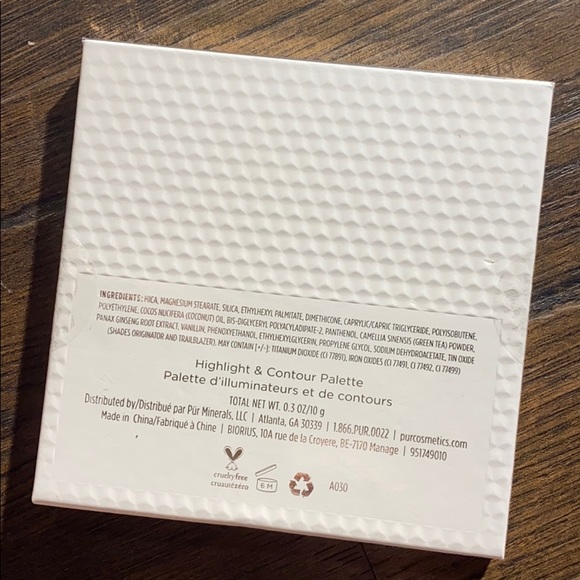 INGREDIENTS: MICA, MAGNESIUM STEARATE, SILICA, ETHYLHEXYL PALMITATE, DIMETHICONE, CAPRYLIC/CAPRIC TRIGLYCERIDE, POLYISOBUTENE,
POLYETHYLENE, COCOS NUCIFERA (COCONUT) OIL, BIS-DIGLYCERYL POLYACYLADIPATE-2, PANTHENOL, CAMELLIA SINENSIS (GREEN TEA) POWDER,
PANAX GINSENG ROOT EXTRACT, VANILLIN, PHENOXYETHANOL, ETHYLHEXYLGLYCERIN, PROPYLENE GLYCOL, SODIUM DEHYDROACETATE, TIN OXIDE
(SHADES ORIGINATOR AND TRAILBLAZER). MAY CONTAIN [+/-]: TITANIUM DIOXIDE (CI 77891), IRON OXIDES (CI 77491, CI 77492, CI 77499)
Highlight & Contour Palette
Palette d'illuminateurs et de contours
TOTAL NET WT. 0.3 OZ/10 g
Distributed by/Distribué par Pür Minerals, LLC | Atlanta, GA 30339 | 1.866.PUR.0022 | purcosmetics.com
Made in China/Fabriqué à Chine | BIORIUS, 10A rue de la Croyere, BE-7170 Manage | 951749010
crueltyfree
cruautézéro
6 M
A030